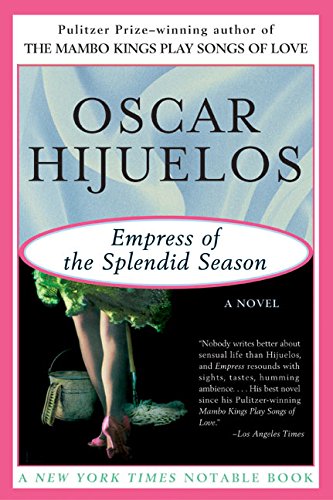 Pulitzer Prize–winning author of
THE MAMBO KINGS PLAY SONGS OF LOVE
OSCAR
HIJUELOS
Empress of
the Splendid Season
A NOVEL
"Nobody writes better about
sensual life than Hijuelos,
and Empress resounds with
sights, tastes, humming
ambience. . . . His best novel
since his Pulitzer-winning
Mambo Kings Play Songs of
Love."
–Los Angeles Times
A NEW YORK TIMES NOTABLE BOOK